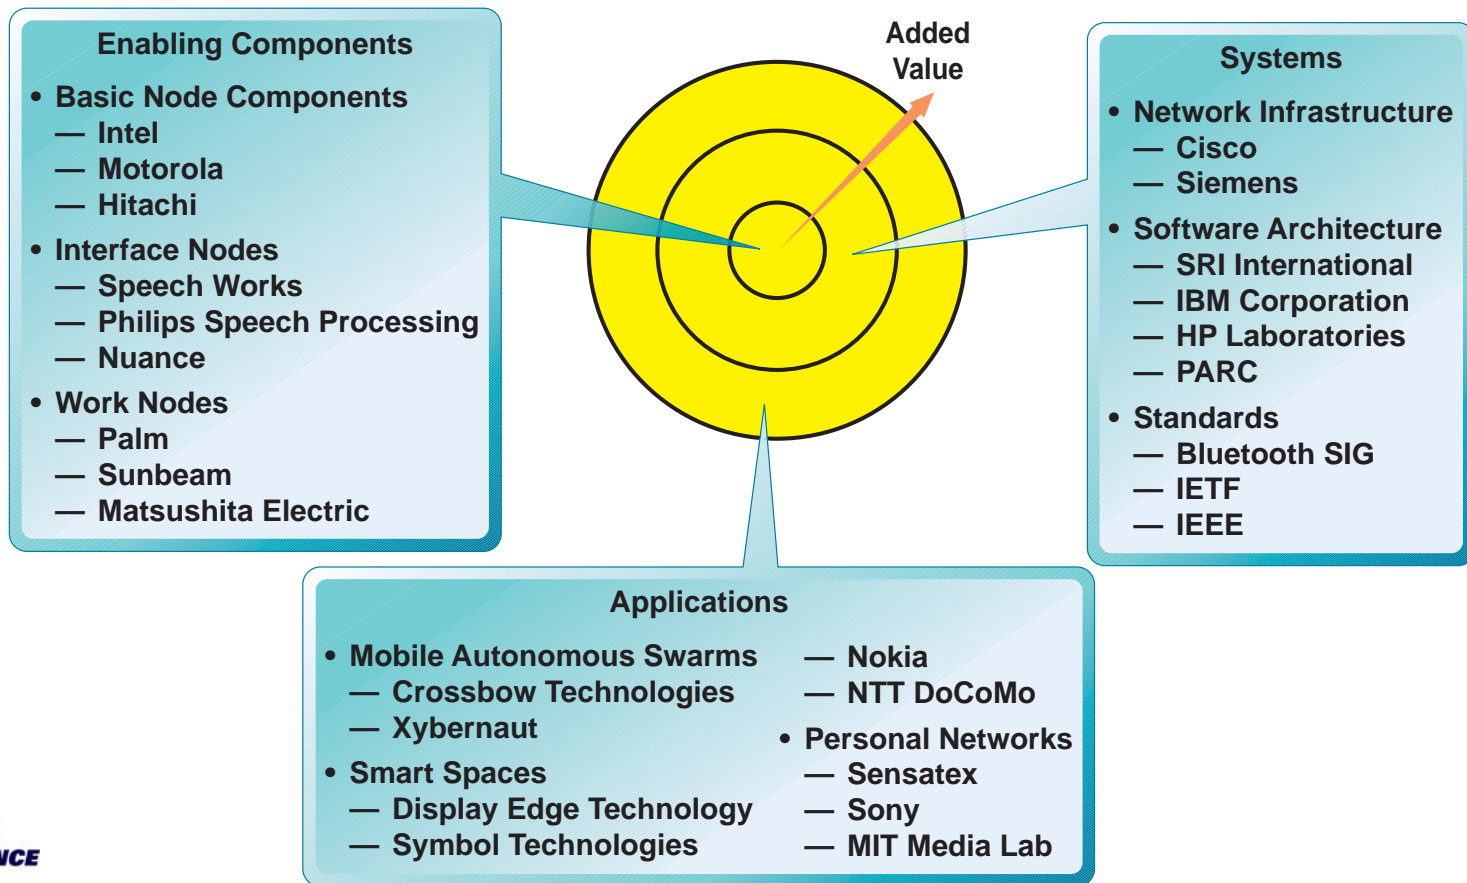 Enabling Components
• Basic Node Components
— Intel
— Motorola
— Hitachi
• Interface Nodes
— Speech Works
— Philips Speech Processing
— Nuance
• Work Nodes
— Palm
— Sunbeam
— Matsushita Electric
Added
Value
Systems
• Network Infrastructure
— Cisco
— Siemens
• Software Architecture
— SRI International
— IBM Corporation
— HP Laboratories
— PARC
• Standards
— Bluetooth SIG
— IETF
— IEEE
Applications
• Mobile Autonomous Swarms
— Crossbow Technologies
— Xybernaut
• Smart Spaces
— Display Edge Technology
— Symbol Technologies
— Nokia
— NTT DoCoMo
• Personal Networks
— Sensatex
— Sony
— MIT Media Lab